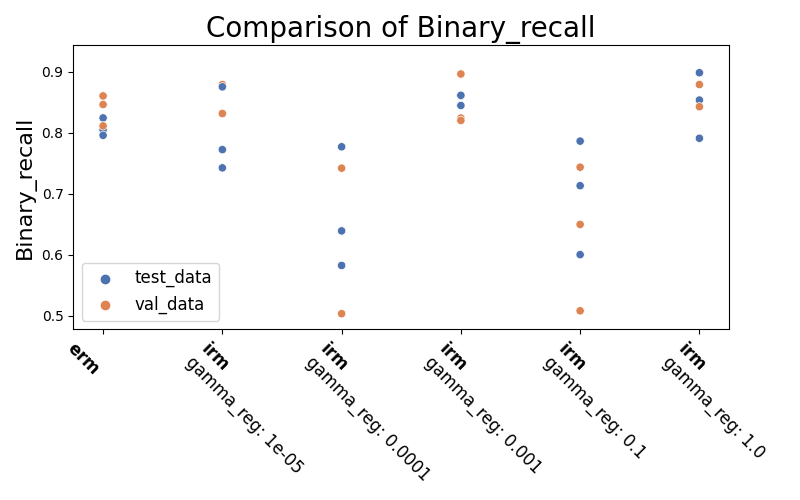 Comparison of Binary_recall
Binary_recall
0.9
0.8
0.7
0.6
0.5
test_data
val_data
erm
irm
gamma_reg: 1e-05
irm
gamma_reg: 0.0001
irm
gamma_reg: 0.001
irm
gamma_reg: 0.1
irm
gamma_reg: 1.0